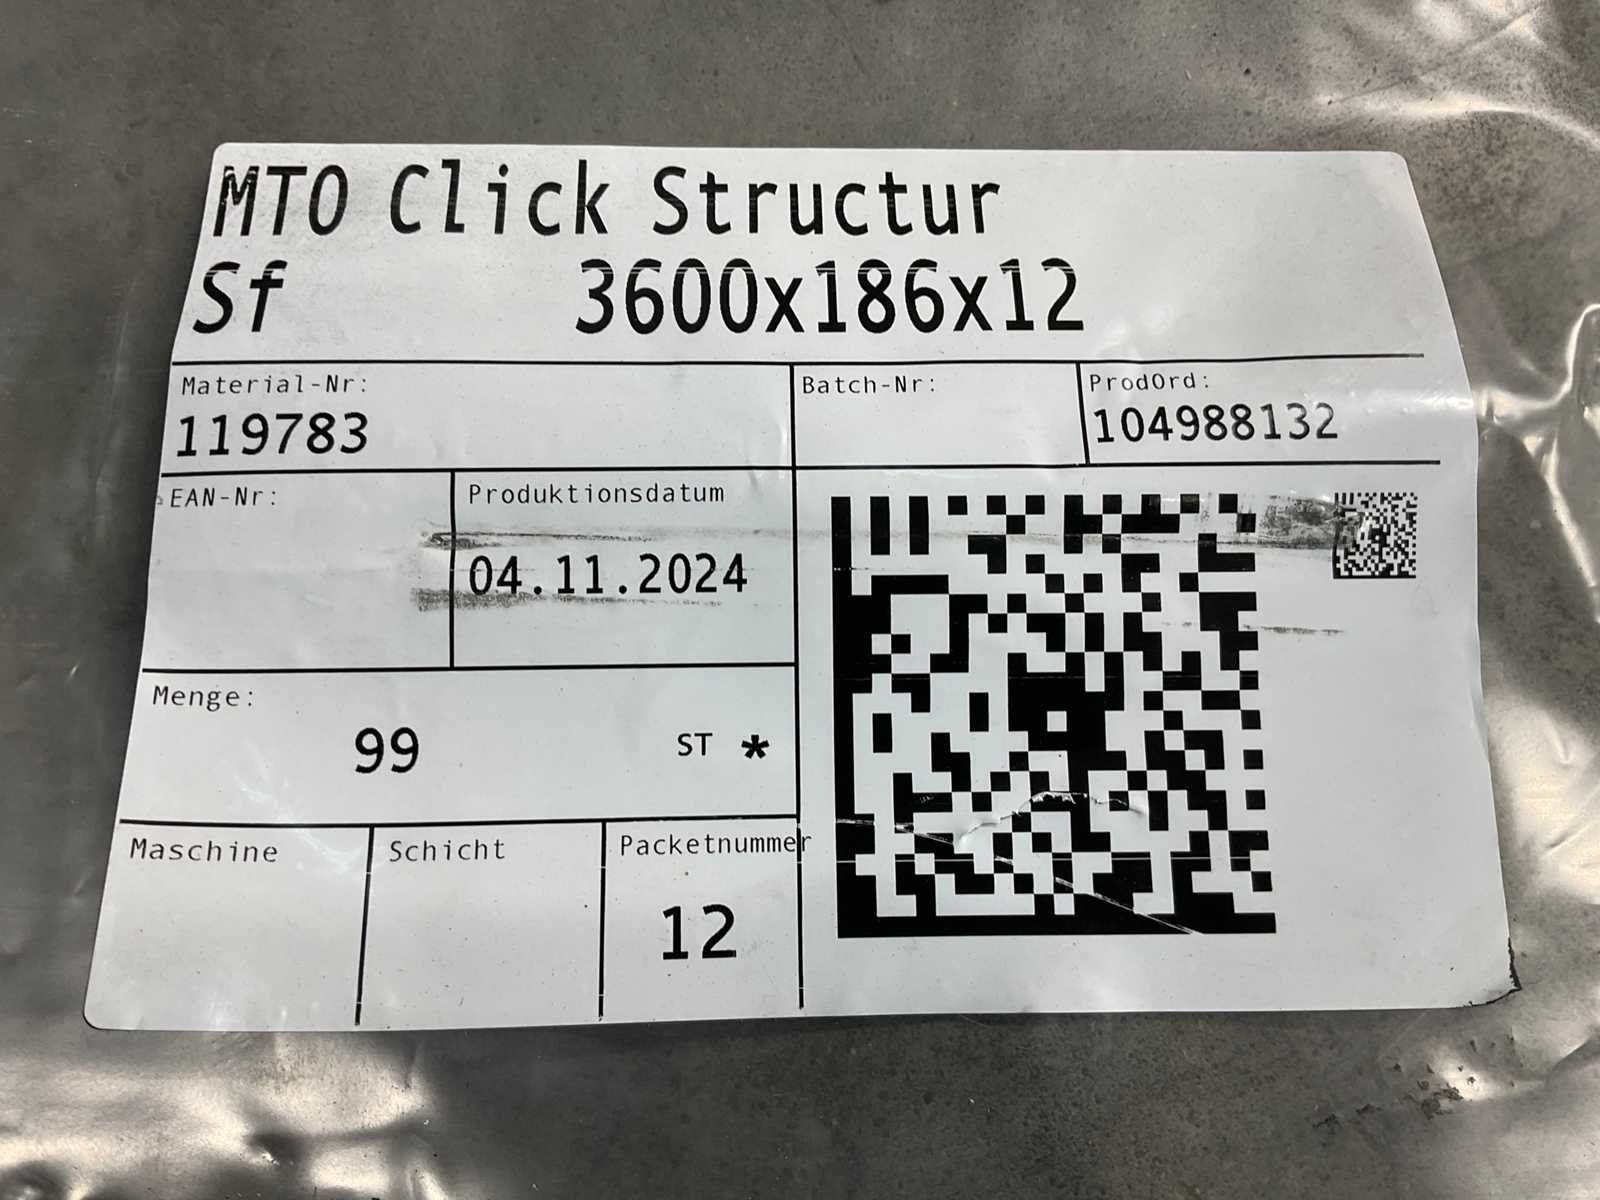 MTO Click Structur
Sf 3600x186x12
Material-Nr:
119783
Batch-Nr:
ProdOrd:
104988132
EAN-Nr:
Produktionsdatum
04.11.2024
Menge:
99 ST *
Maschine
Schicht
Packetnummer
12